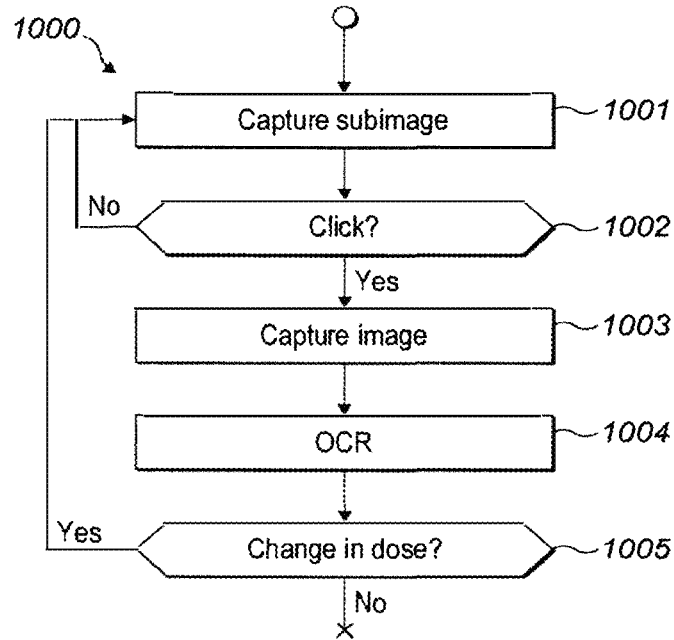 1000
Capture subimage 1001
No
Click? 1002
Yes
Capture image 1003
OCR 1004
Yes
Change in dose? 1005
No